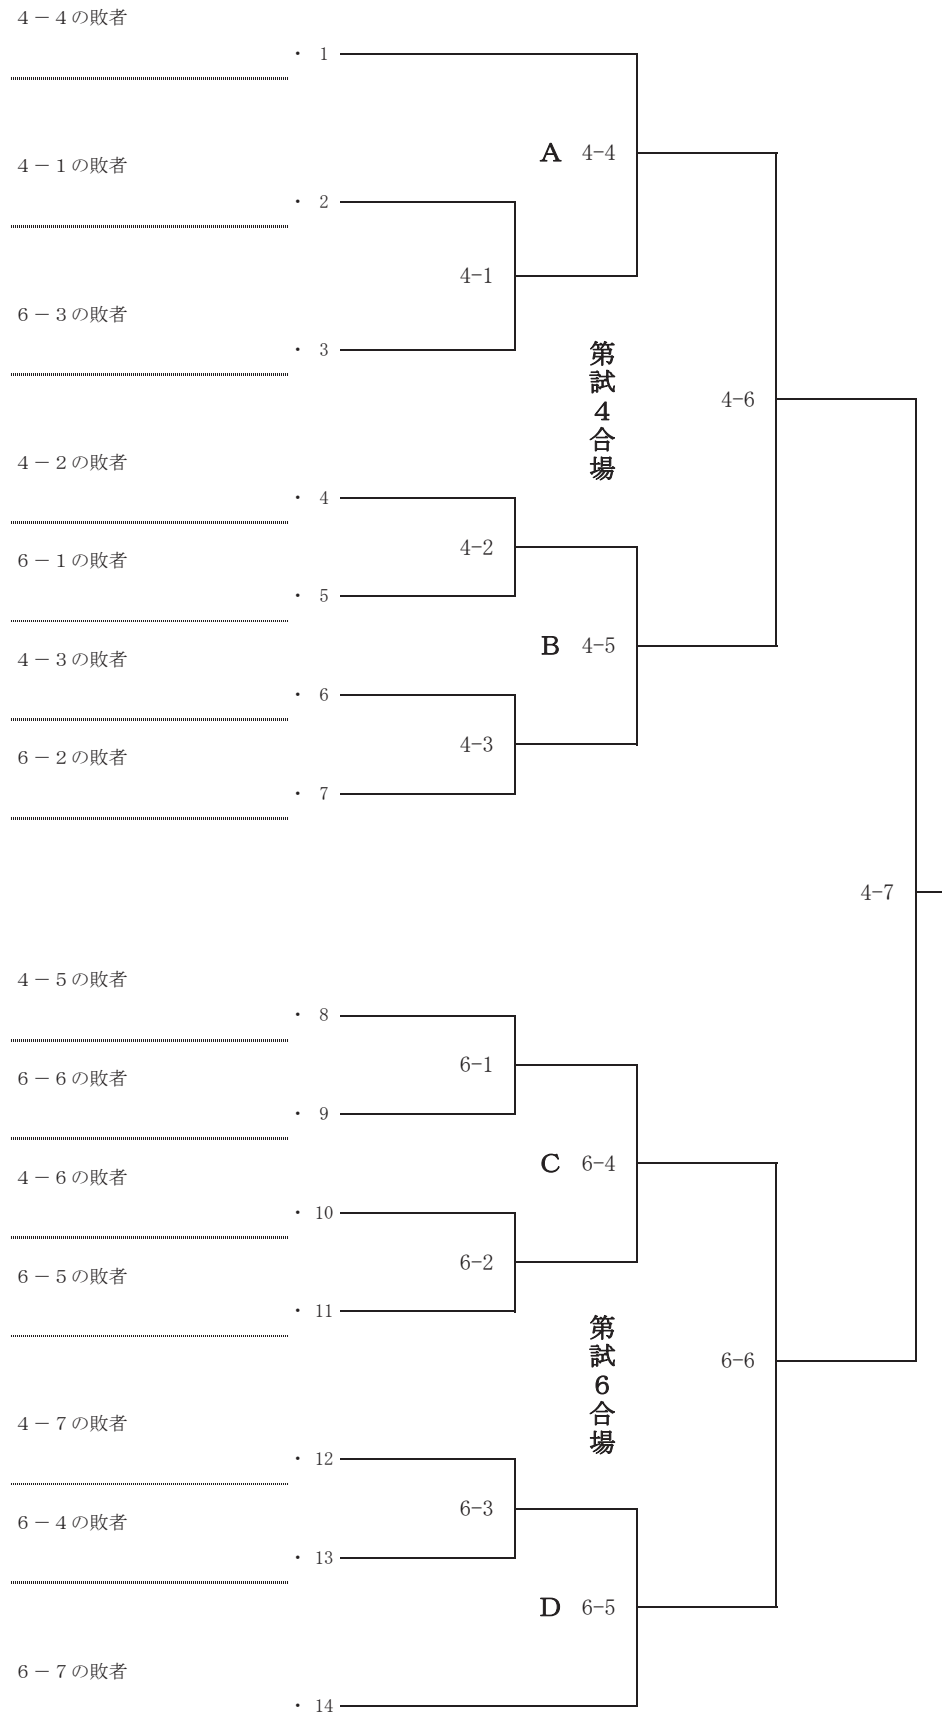 4－4の敗者
・ 1
A 4-4
4－1の敗者
・ 2
4-1
6－3の敗者
・ 3
第試4合場
4-6
4－2の敗者
・ 4
4-2
6－1の敗者
・ 5
B 4-5
4－3の敗者
・ 6
4-3
6－2の敗者
・ 7
4-7
4－5の敗者
・ 8
6-1
6－6の敗者
・ 9
C 6-4
4－6の敗者
・ 10
6-2
6－5の敗者
・ 11
第試6合場
6-6
4－7の敗者
・ 12
6-3
6－4の敗者
・ 13
D 6-5
6－7の敗者
・ 14